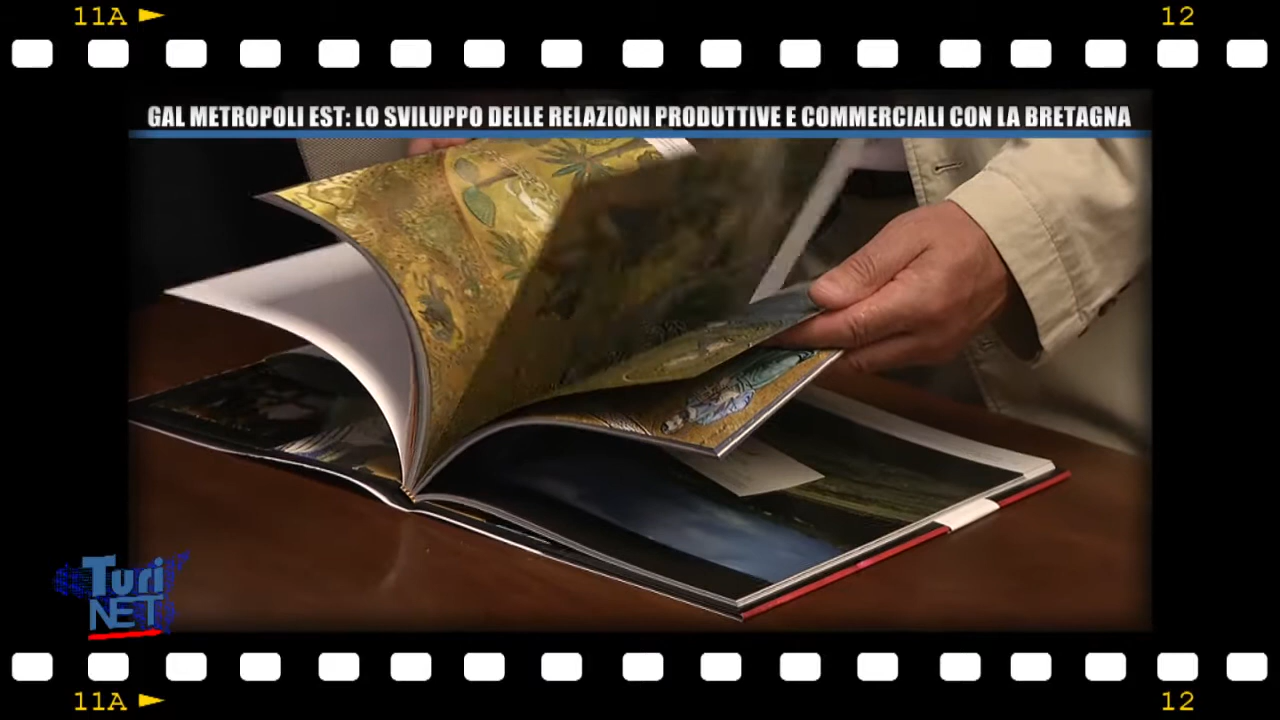 11A
12
GAL METROPOLI EST: LO SVILUPPO DELLE RELAZIONI PRODUTTIVE E COMMERCIALI CON LA BRETAGNA
Turi
NET
11A
12